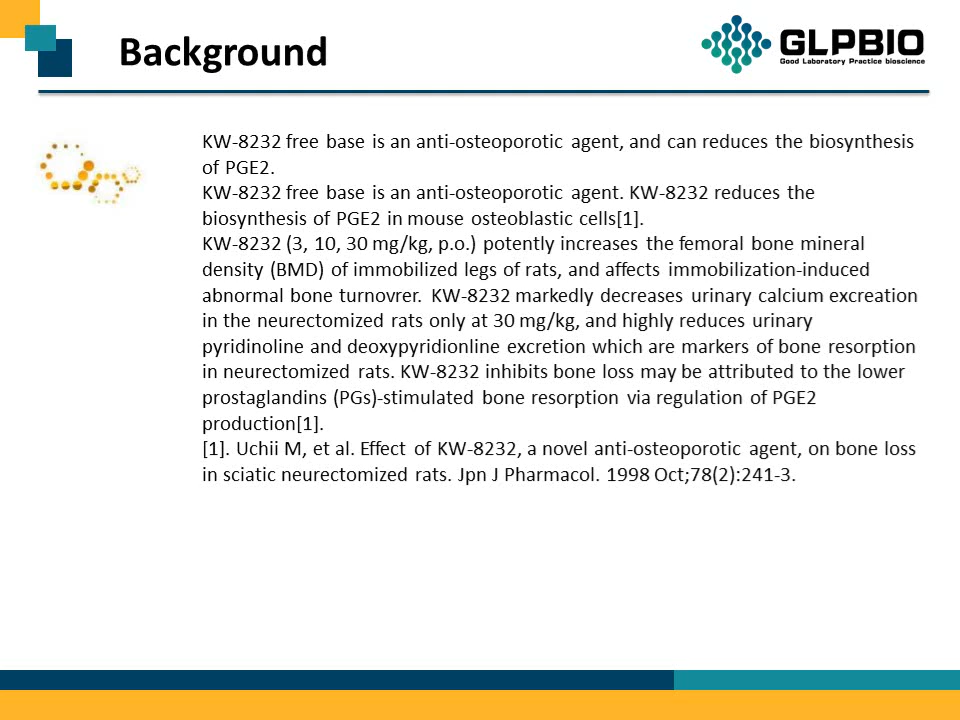 Background
GLPBIO
Good Laboratory Practice bioscience
KW-8232 free base is an anti-osteoporotic agent, and can reduces the biosynthesis
of PGE2.
KW-8232 free base is an anti-osteoporotic agent. KW-8232 reduces the
biosynthesis of PGE2 in mouse osteoblastic cells[1].
KW-8232 (3, 10, 30 mg/kg, p.o.) potently increases the femoral bone mineral
density (BMD) of immobilized legs of rats, and affects immobilization-induced
abnormal bone turnovrer. KW-8232 markedly decreases urinary calcium excreation
in the neurectomized rats only at 30 mg/kg, and highly reduces urinary
pyridinoline and deoxypyridionline excretion which are markers of bone resorption
in neurectomized rats. KW-8232 inhibits bone loss may be attributed to the lower
prostaglandins (PGs)-stimulated bone resorption via regulation of PGE2
production[1].
[1]. Uchii M, et al. Effect of KW-8232, a novel anti-osteoporotic agent, on bone loss
in sciatic neurectomized rats. Jpn J Pharmacol. 1998 Oct;78(2):241-3.